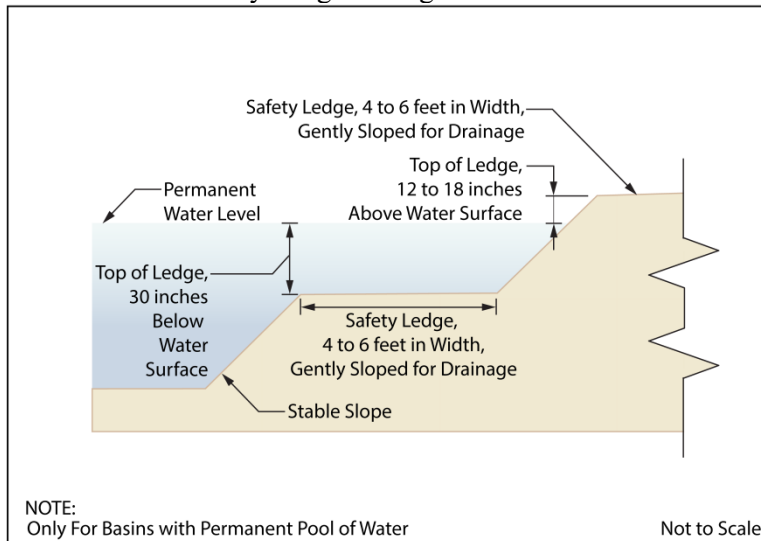 Safety Ledge, 4 to 6 feet in Width,
Gently Sloped for Drainage
Top of Ledge,
12 to 18 inches
Above Water Surface
Permanent
Water Level
Top of Ledge,
30 inches
Below
Water
Surface
Safety Ledge,
4 to 6 feet in Width,
Gently Sloped for Drainage
Stable Slope
NOTE:
Only For Basins with Permanent Pool of Water
Not to Scale